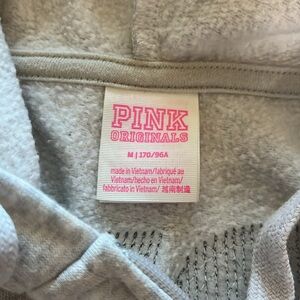 PINK
ORIGINALS
M | 170/96A
made in Vietnam/fabriqué au
Vietnam/hecho en Vietnam/
fabbricato in Vietnam/ 越南制造